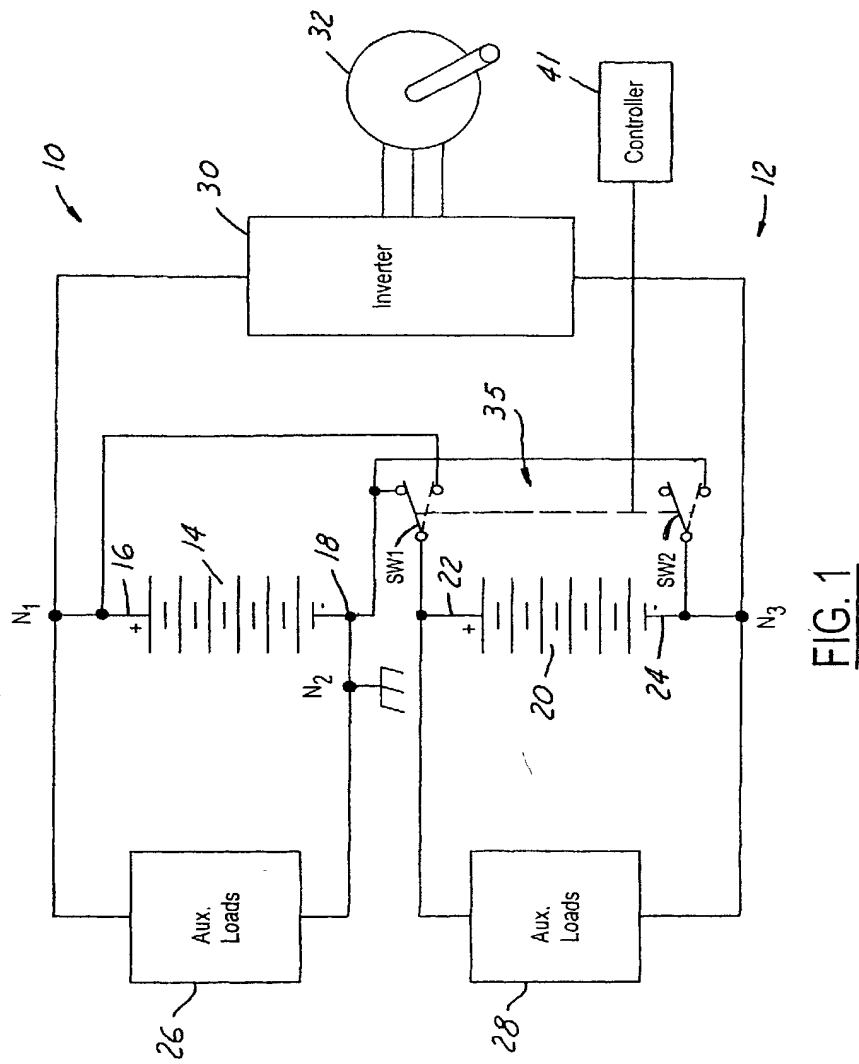 10
32
30
Inverter
41
Controller
12
N1
16
+
14
-
18
N2
SW1
35
22
+
20
-
24
SW2
N3
26
Aux.
Loads
28
Aux.
Loads
FIG. 1